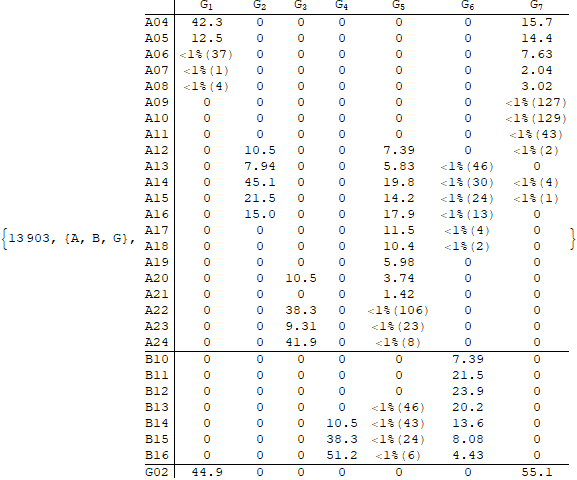 G₁ G₂ G₃ G₄ G₅ G₆ G₇
A04 42.3 0 0 0 0 0 15.7
A05 12.5 0 0 0 0 0 14.4
A06 <1%(37) 0 0 0 0 0 7.63
A07 <1%(1) 0 0 0 0 0 2.04
A08 <1%(4) 0 0 0 0 0 3.02
A09 0 0 0 0 0 0 <1%(127)
A10 0 0 0 0 0 0 <1%(129)
A11 0 0 0 0 0 0 <1%(43)
A12 0 10.5 0 0 7.39 0 <1%(2)
A13 0 7.94 0 0 5.83 <1%(46) 0
A14 0 45.1 0 0 19.8 <1%(30) <1%(4)
A15 0 21.5 0 0 14.2 <1%(24) <1%(1)
A16 0 15.0 0 0 17.9 <1%(13) 0
A17 0 0 0 0 11.5 <1%(4) 0
{13 903, {A, B, G}, A18 0 0 0 0 10.4 <1%(2) 0 }
A19 0 0 0 0 5.98 0 0
A20 0 0 10.5 0 3.74 0 0
A21 0 0 0 0 1.42 0 0
A22 0 0 38.3 0 <1%(106) 0 0
A23 0 0 9.31 0 <1%(23) 0 0
A24 0 0 41.9 0 <1%(8) 0 0
B10 0 0 0 0 0 7.39 0
B11 0 0 0 0 0 21.5 0
B12 0 0 0 0 0 23.9 0
B13 0 0 0 0 <1%(46) 20.2 0
B14 0 0 0 10.5 <1%(43) 13.6 0
B15 0 0 0 38.3 <1%(24) 8.08 0
B16 0 0 0 51.2 <1%(6) 4.43 0
G02 44.9 0 0 0 0 0 55.1